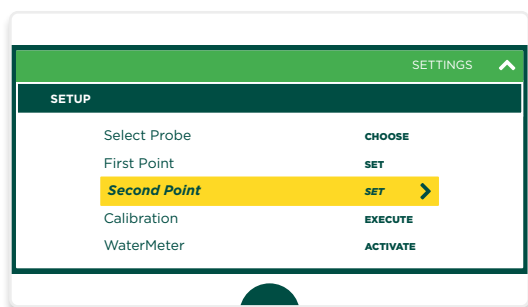 SETTINGS
SETUP
Select Probe CHOOSE
First Point SET
Second Point SET
Calibration EXECUTE
WaterMeter ACTIVATE